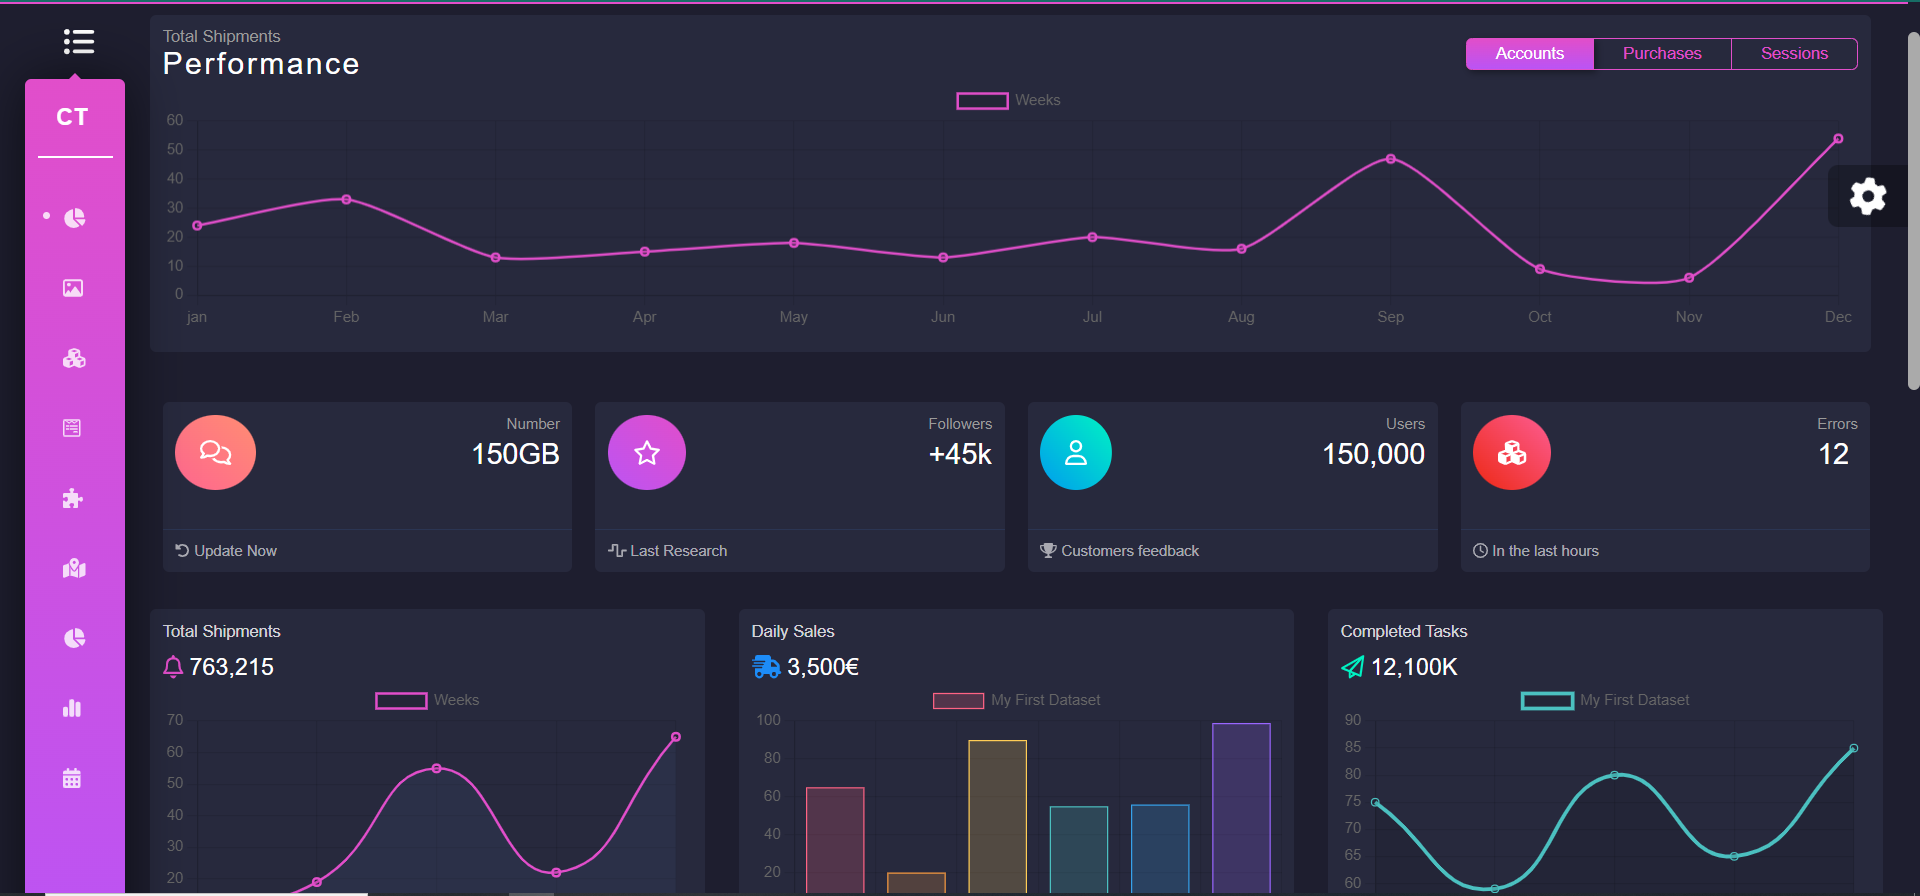 CT
Total Shipments
Performance
Accounts Purchases Sessions
Weeks
60
50
40
30
20
10
0
jan Feb Mar Apr May Jun Jul Aug Sep Oct Nov Dec
Number
150GB
Update Now
Followers
+45k
Last Research
Users
150,000
Customers feedback
Errors
12
In the last hours
Total Shipments
763,215
Weeks
70
60
50
40
30
20
Daily Sales
3,500€
My First Dataset
100
80
60
40
20
Completed Tasks
12,100K
My First Dataset
90
85
80
75
70
65
60